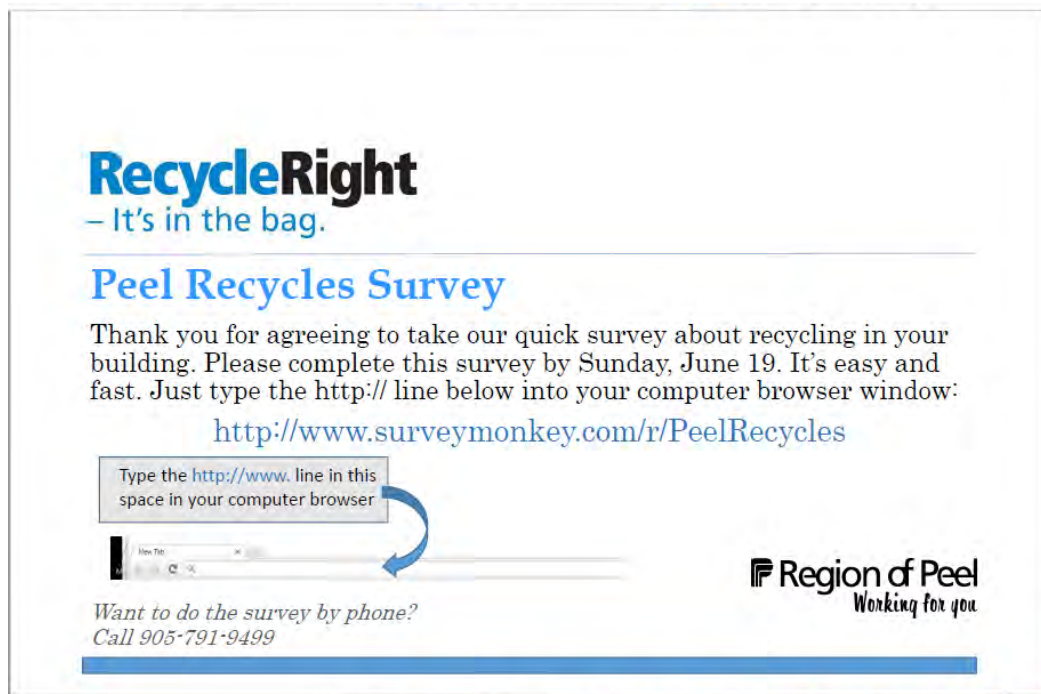 RecycleRight
– It's in the bag.
Peel Recycles Survey
Thank you for agreeing to take our quick survey about recycling in your
building. Please complete this survey by Sunday, June 19. It's easy and
fast. Just type the http:// line below into your computer browser window:
http://www.surveymonkey.com/r/PeelRecycles
Type the http://www. line in this
space in your computer browser
New Tab
Region of Peel
Working for you
Want to do the survey by phone?
Call 905-791-9499